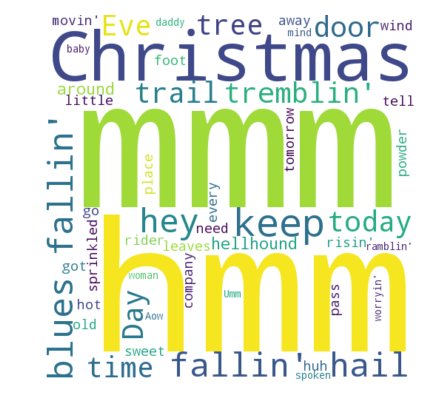 movin' Eve daddy tree away door wind
baby mind
Christmas
foot
around trail tremblin' tell
little
mmm
place tomorrow powder
blues fallin'
go hey every need keep today
sprinkled rider leaves hellhound risin' ramblin'
got woman company
hmm
hot Day Aow Umm pass worryin'
old
sweet
time fallin' huh hail
spoken